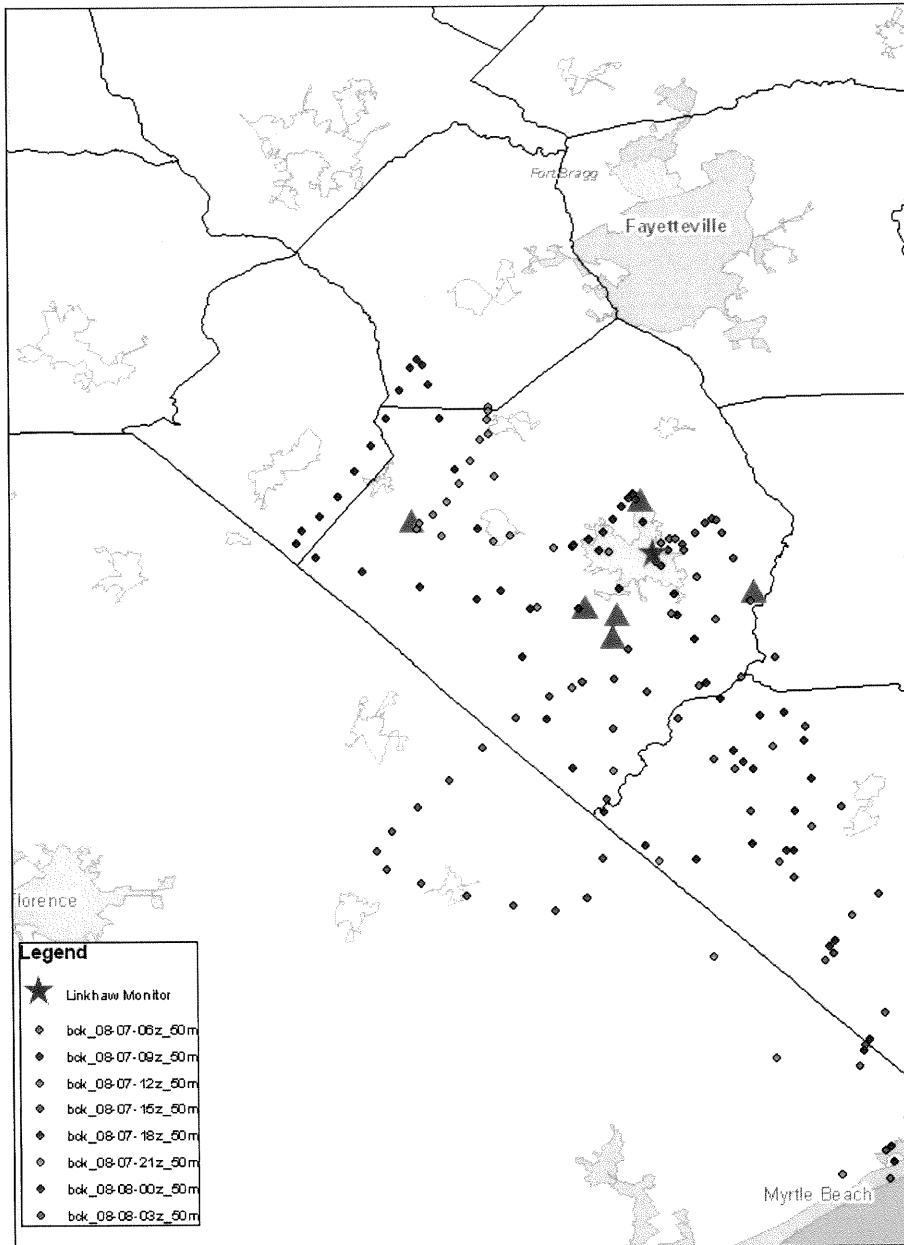 Fort Bragg
Fayetteville
Florence
Legend
Linkhaw Monitor
bck_08-07-06z_50m
bck_08-07-09z_50m
bck_08-07-12z_50m
bck_08-07-15z_50m
bck_08-07-18z_50m
bck_08-07-21z_50m
bck_08-08-00z_50m
bck_08-08-03z_50m
Myrtle Beach